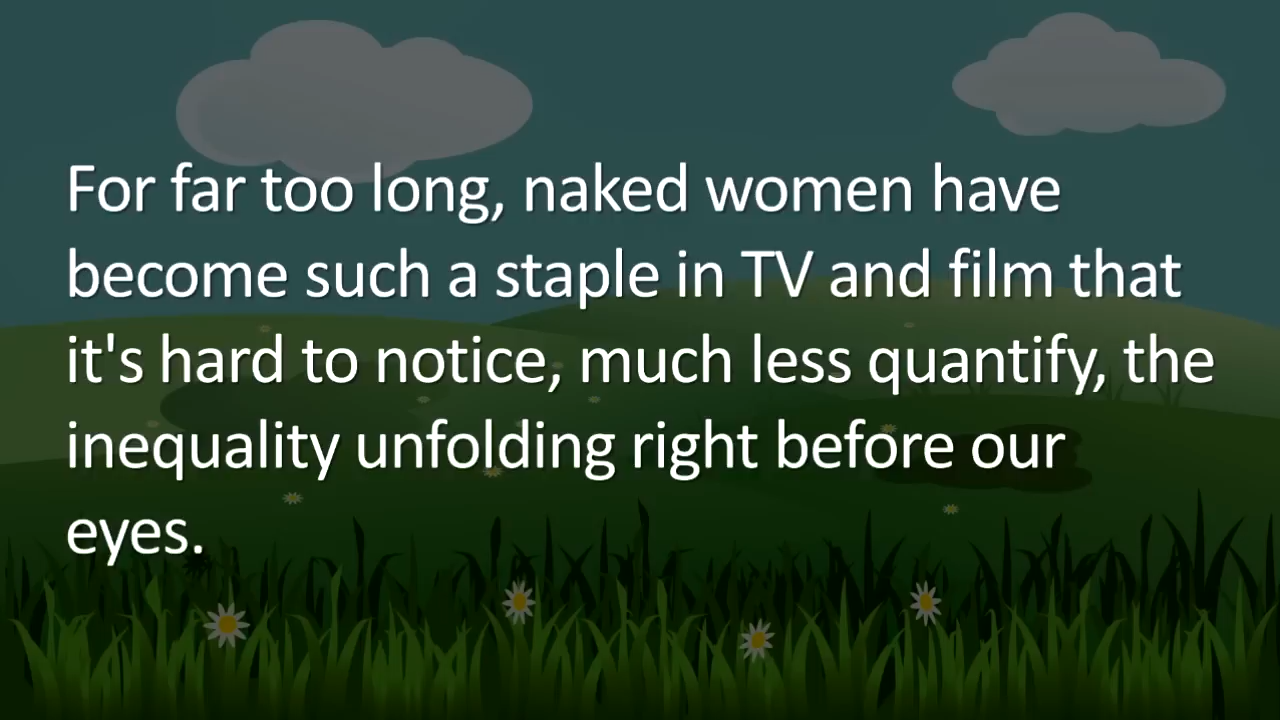 For far too long, naked women have
become such a staple in TV and film that
it's hard to notice, much less quantify, the
inequality unfolding right before our
eyes.